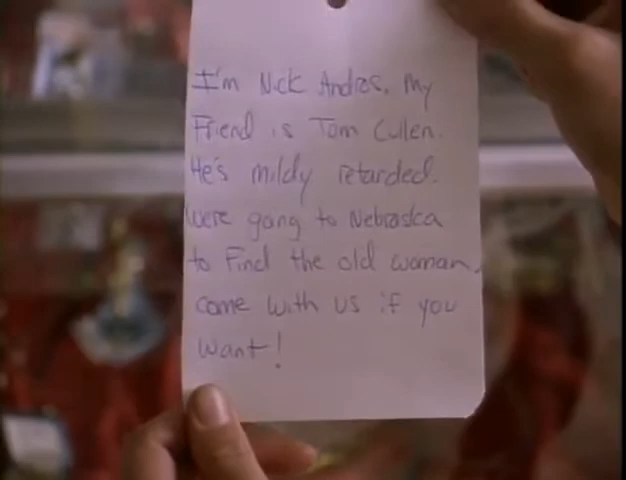 I'm Nick Andros. My
Friend is Tom Cullen.
He's mildly retarded.
We're going to Nebraska
to Find the old woman.
come with us if you
want!